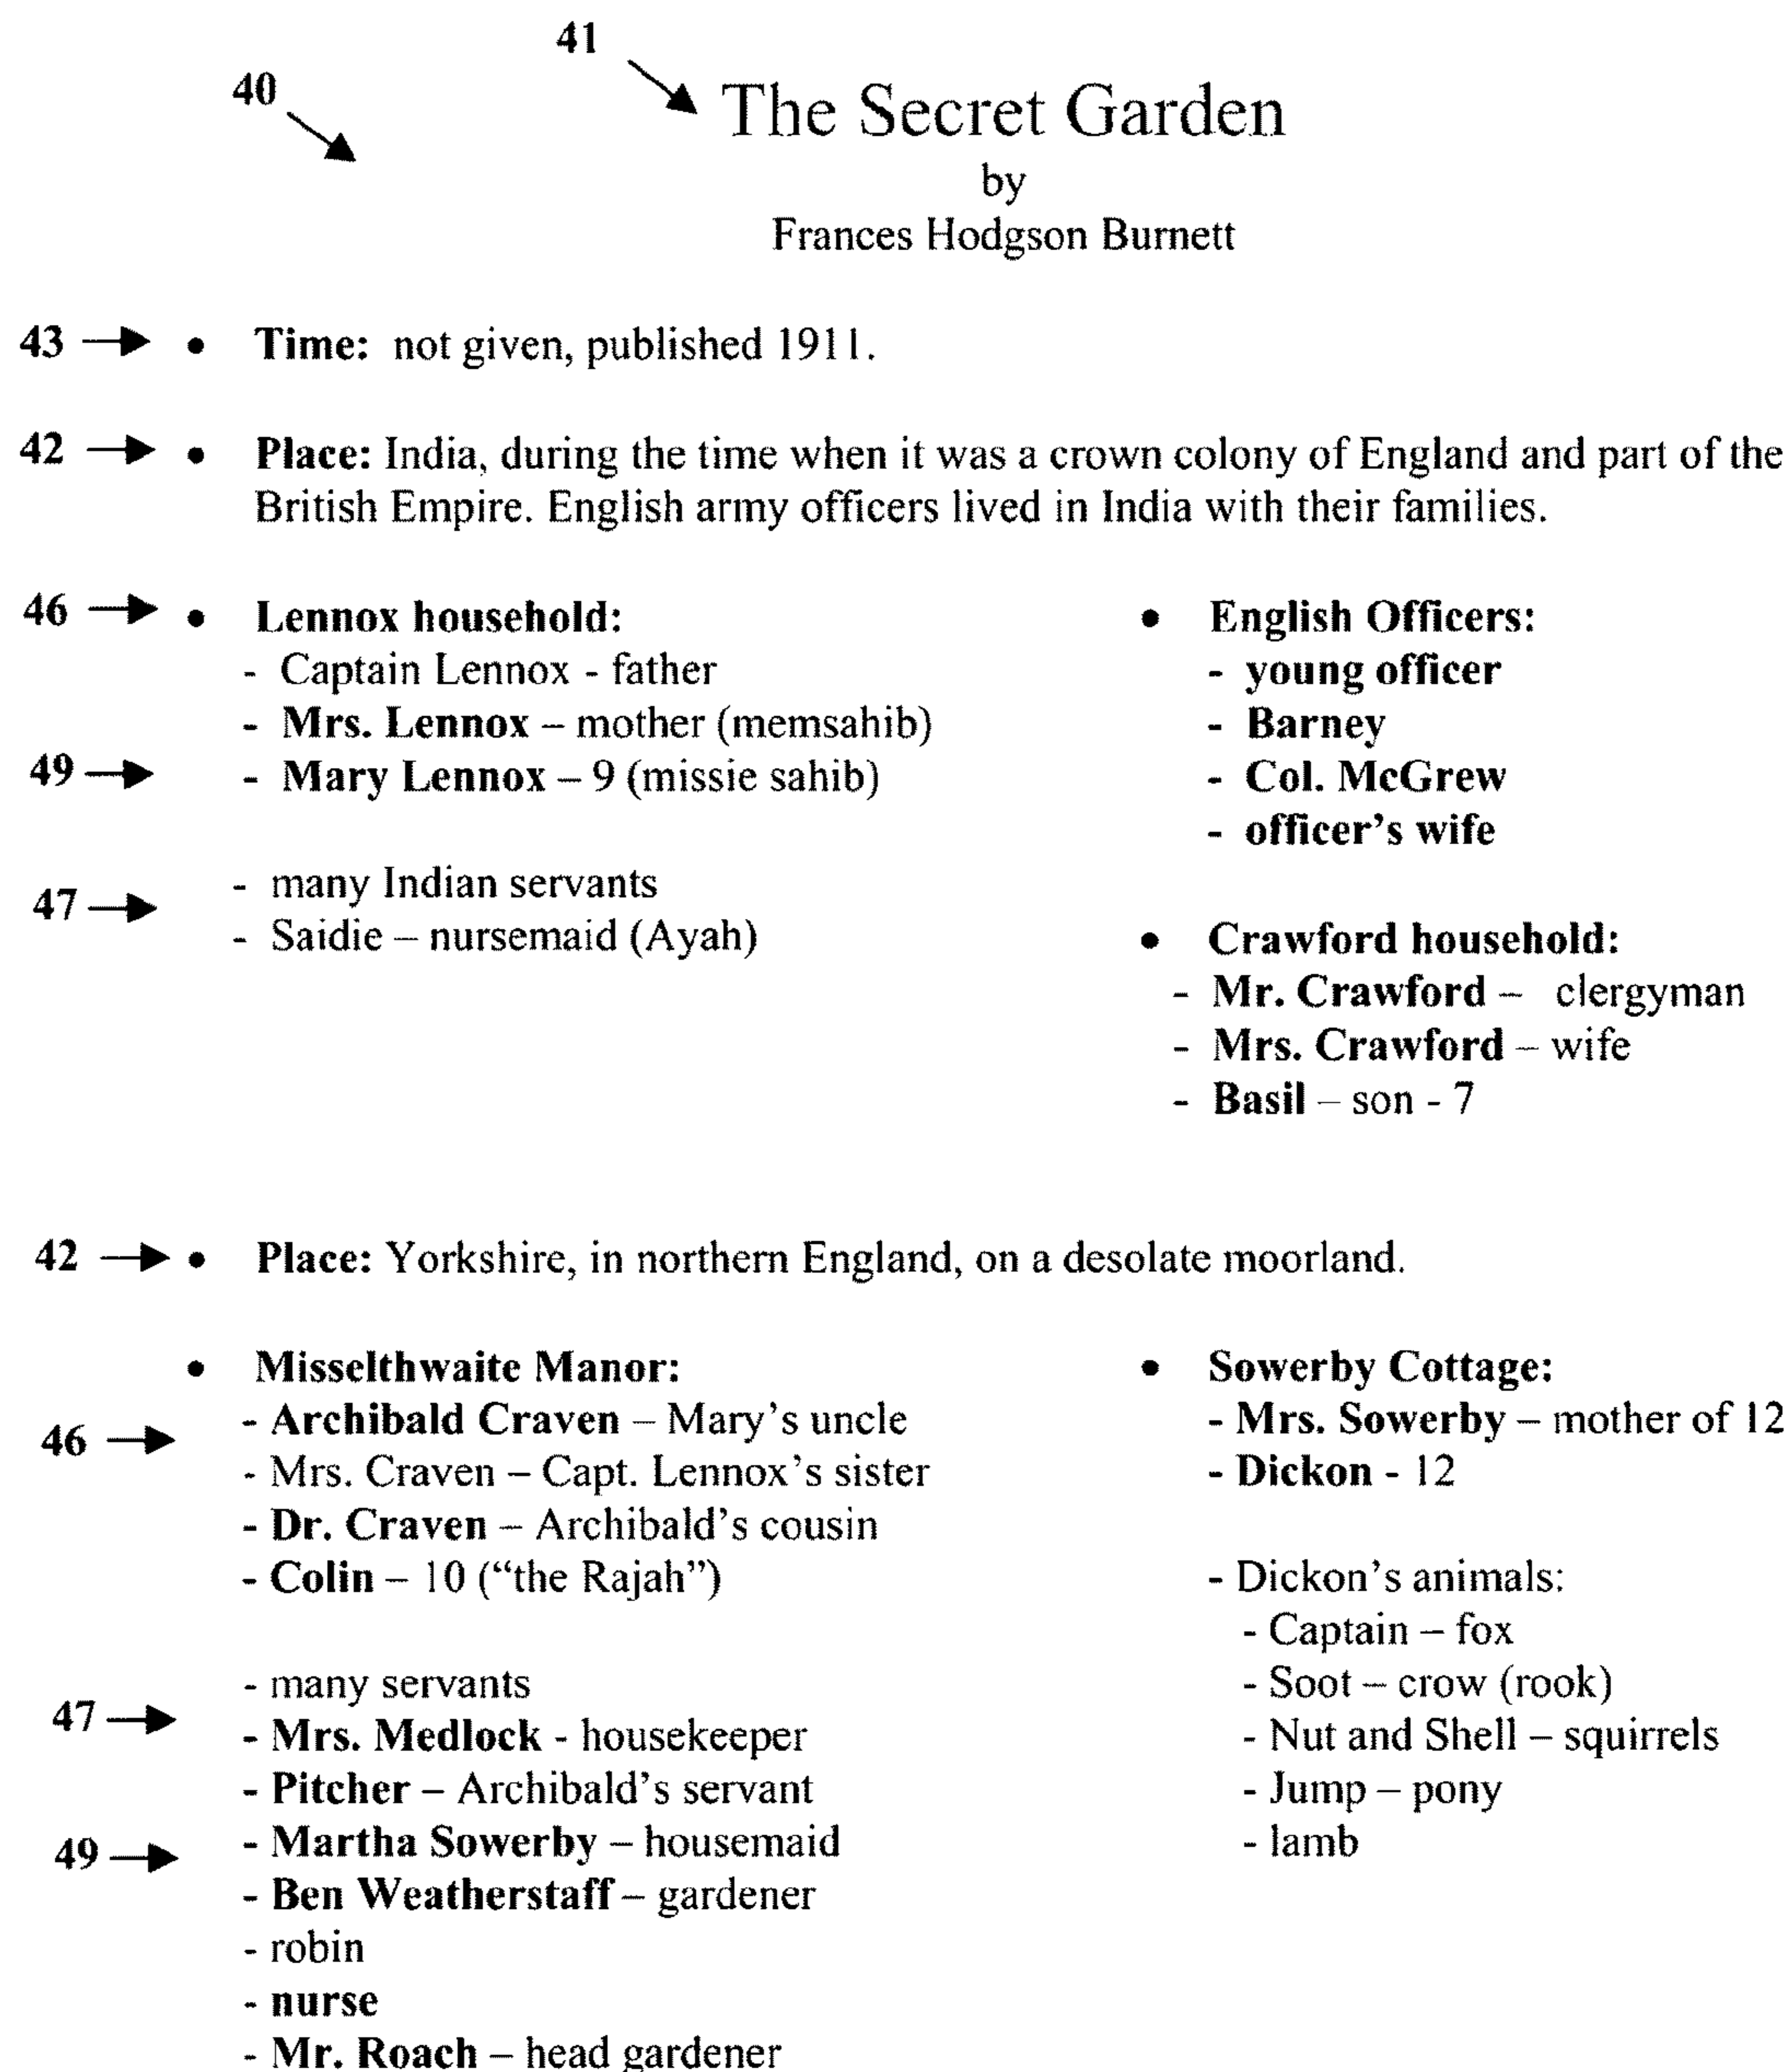 41
40
The Secret Garden
by
Frances Hodgson Burnett
43 • Time: not given, published 1911.
42 • Place: India, during the time when it was a crown colony of England and part of the
British Empire. English army officers lived in India with their families.
46 • Lennox household:
- Captain Lennox - father
- Mrs. Lennox – mother (memsahib)
49 - Mary Lennox – 9 (missie sahib)
47 - many Indian servants
- Saidie – nursemaid (Ayah)
• English Officers:
- young officer
- Barney
- Col. McGrew
- officer's wife
• Crawford household:
- Mr. Crawford – clergyman
- Mrs. Crawford – wife
- Basil – son - 7
42 • Place: Yorkshire, in northern England, on a desolate moorland.
• Misselthwaite Manor:
46 - Archibald Craven – Mary's uncle
- Mrs. Craven – Capt. Lennox's sister
- Dr. Craven – Archibald's cousin
- Colin – 10 ("the Rajah")
- many servants
47 - Mrs. Medlock - housekeeper
- Pitcher – Archibald's servant
49 - Martha Sowerby – housemaid
- Ben Weatherstaff – gardener
- robin
- nurse
- Mr. Roach – head gardener
• Sowerby Cottage:
- Mrs. Sowerby – mother of 12
- Dickon - 12
- Dickon's animals:
- Captain – fox
- Soot – crow (rook)
- Nut and Shell – squirrels
- Jump – pony
- lamb